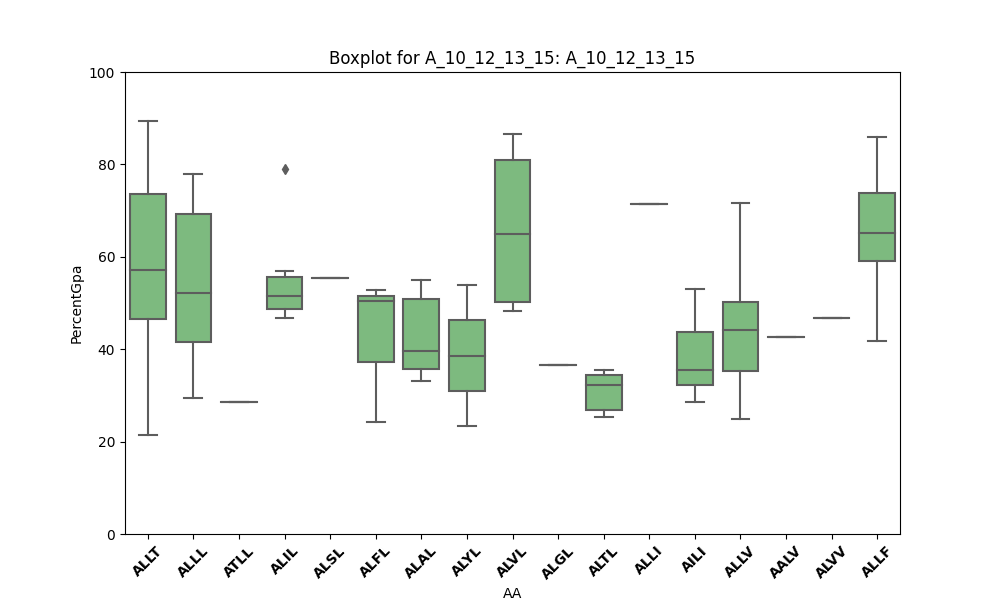 Boxplot for A_10_12_13_15: A_10_12_13_15
100
80
60
40
20
0
PercentGpa
ALLT
ALLL
ATLL
ALIL
ALSL
ALFL
ALAL
ALYL
ALVL
ALGL
ALTL
ALLI
AILI
ALLV
AALV
ALVV
ALLF
AA